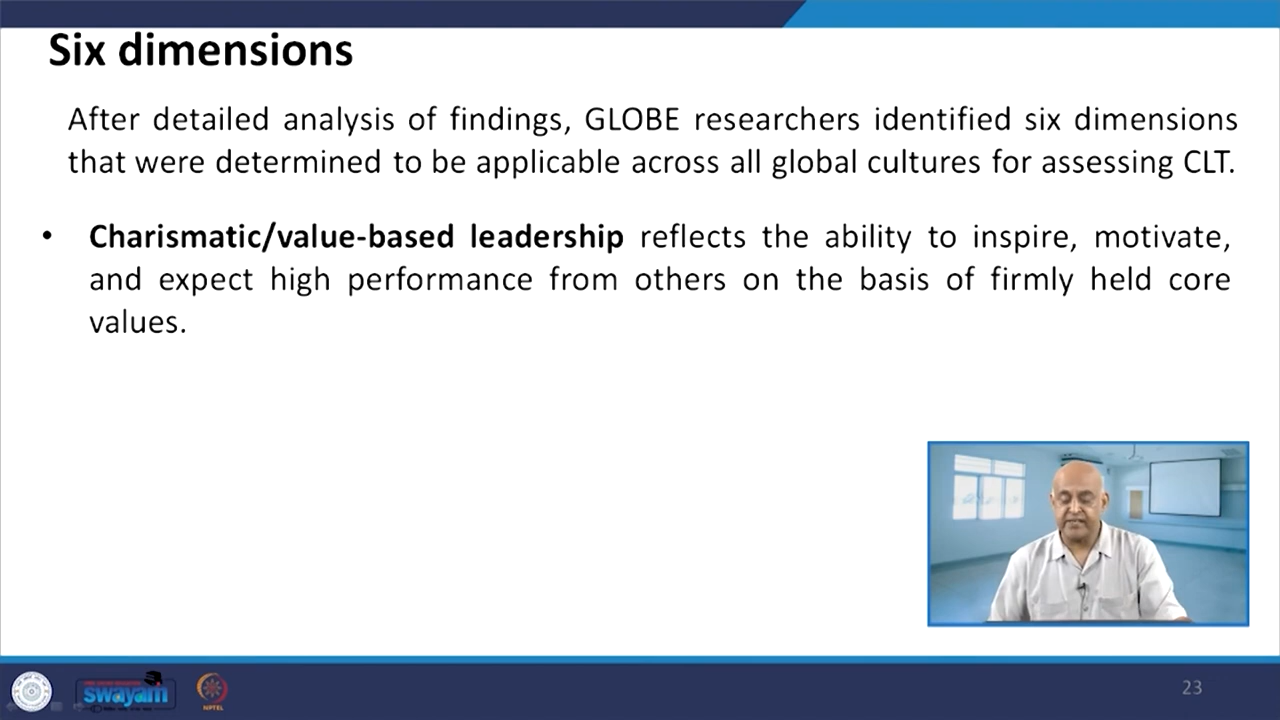 Six dimensions
After detailed analysis of findings, GLOBE researchers identified six dimensions
that were determined to be applicable across all global cultures for assessing CLT.
• Charismatic/value-based leadership reflects the ability to inspire, motivate,
and expect high performance from others on the basis of firmly held core
values.
swayam
NPTEL
23